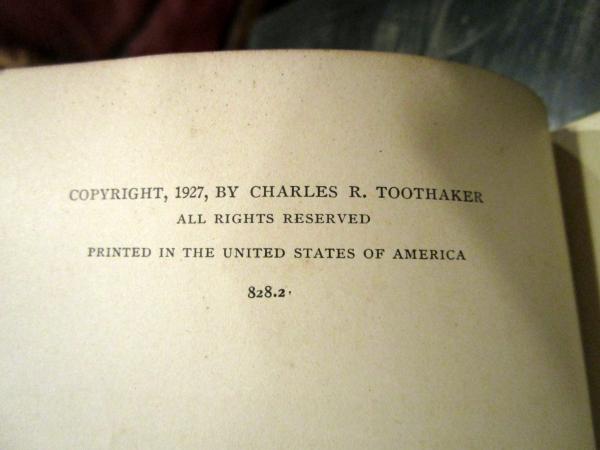 COPYRIGHT, 1927, BY CHARLES R. TOOTHAKER
ALL RIGHTS RESERVED
PRINTED IN THE UNITED STATES OF AMERICA
828.2